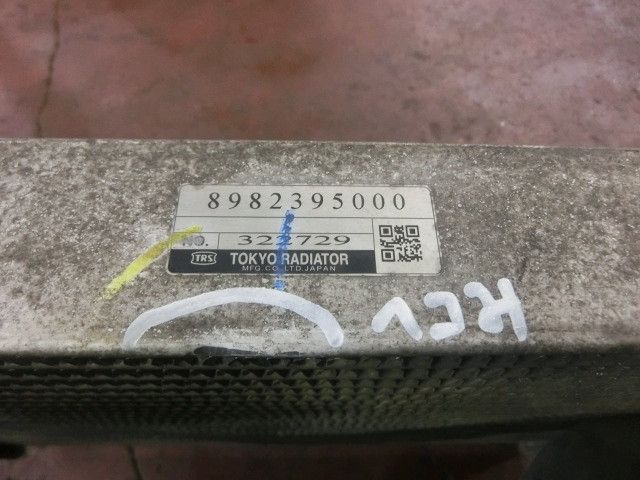 8982395000
NO. 322729
TRS TOKYO RADIATOR
MFG.CO.,LTD.JAPAN